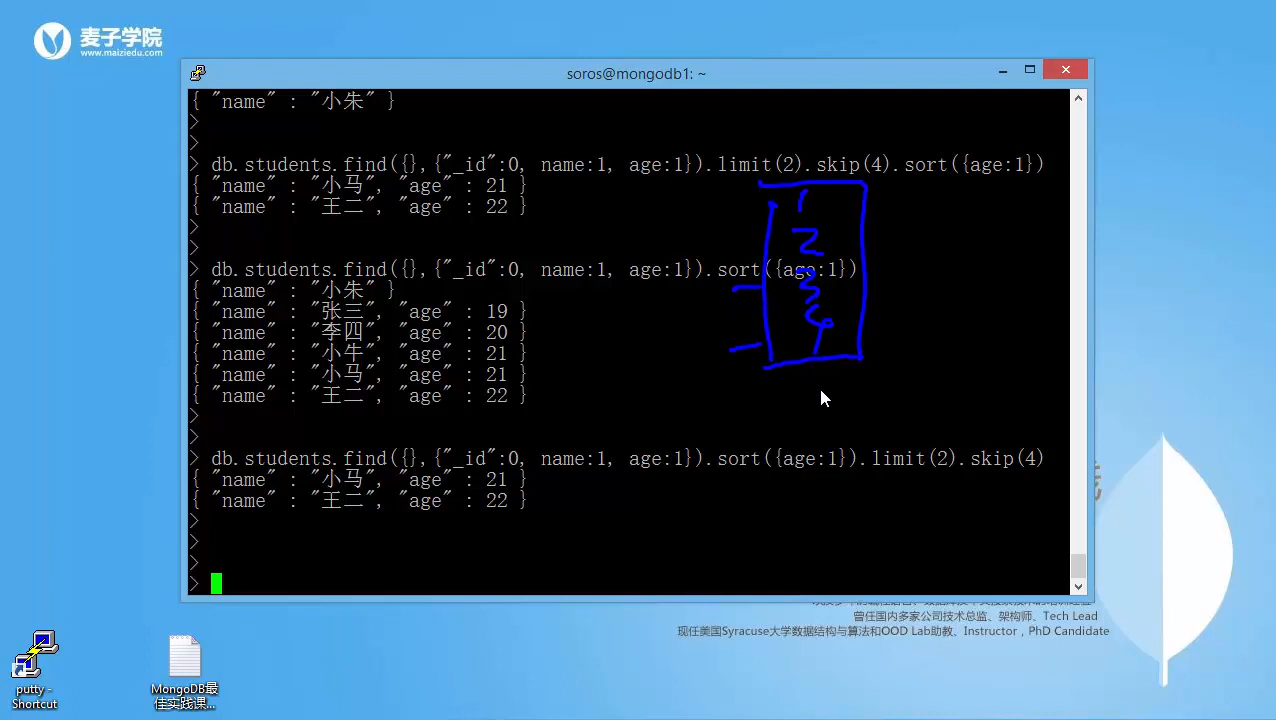 麦子学院
www.maiziedu.com
soros@mongodb1: ~
{ "name" : "小朱" }
>
>
> db.students.find({},{"_id":0, name:1, age:1}).limit(2).skip(4).sort({age:1})
{ "name" : "小马", "age" : 21 }
{ "name" : "王二", "age" : 22 }
>
>
> db.students.find({},{"_id":0, name:1, age:1}).sort({age:1})
{ "name" : "小朱" }
{ "name" : "张三", "age" : 19 }
{ "name" : "李四", "age" : 20 }
{ "name" : "小牛", "age" : 21 }
{ "name" : "小马", "age" : 21 }
{ "name" : "王二", "age" : 22 }
>
>
> db.students.find({},{"_id":0, name:1, age:1}).sort({age:1}).limit(2).skip(4)
{ "name" : "小马", "age" : 21 }
{ "name" : "王二", "age" : 22 }
>
>
>
>
1
2
3
4
曾任国内多家公司技术总监、架构师、Tech Lead
现任美国Syracuse大学数据结构与算法和OOD Lab助教、Instructor，PhD Candidate
putty -
Shortcut
MongoDB最
佳实践课...